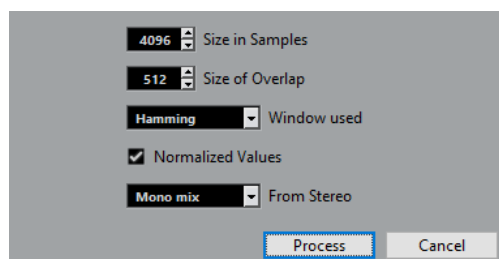 4096 Size in Samples
512 Size of Overlap
Hamming Window used
Normalized Values
Mono mix From Stereo
Process Cancel